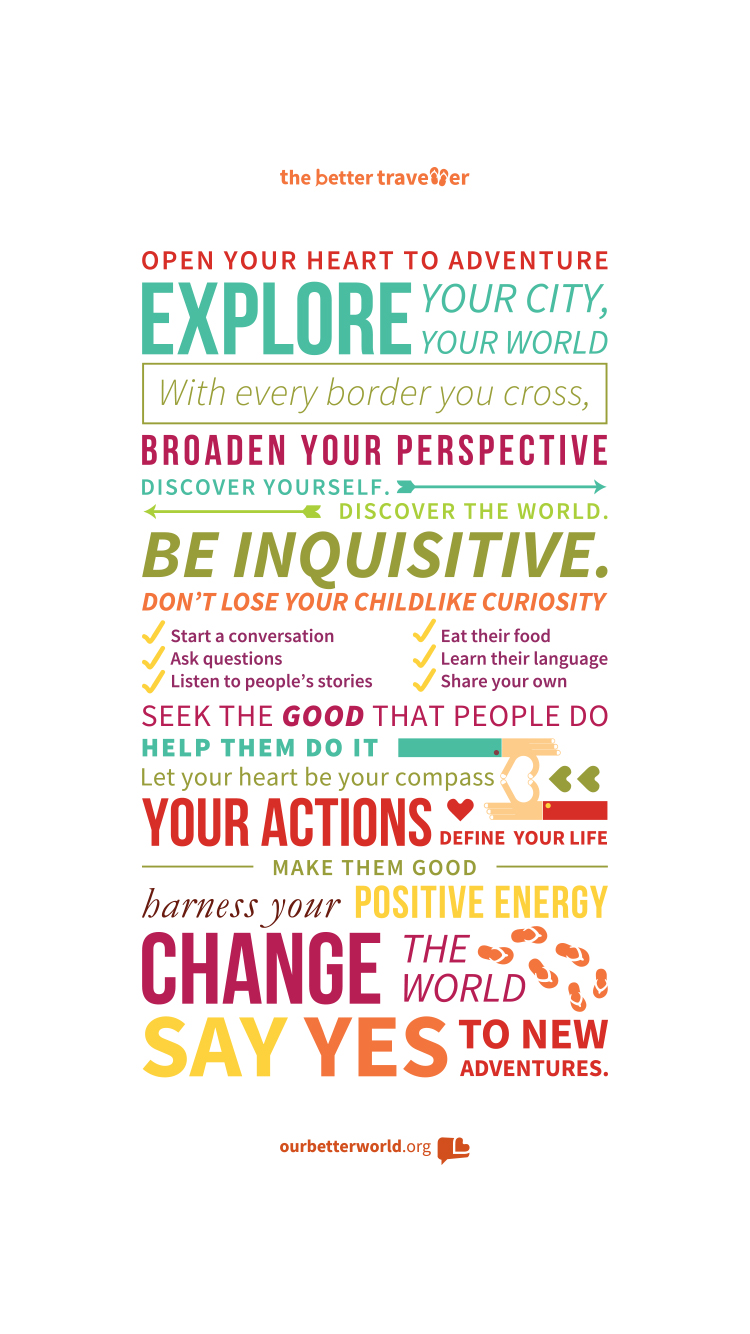 the better traveller
OPEN YOUR HEART TO ADVENTURE
EXPLORE YOUR CITY,
YOUR WORLD
With every border you cross,
BROADEN YOUR PERSPECTIVE
DISCOVER YOURSELF.
DISCOVER THE WORLD.
BE INQUISITIVE.
DON'T LOSE YOUR CHILDLIKE CURIOSITY
Start a conversation
Ask questions
Listen to people's stories
Eat their food
Learn their language
Share your own
SEEK THE GOOD THAT PEOPLE DO
HELP THEM DO IT
Let your heart be your compass
YOUR ACTIONS DEFINE YOUR LIFE
MAKE THEM GOOD
harness your POSITIVE ENERGY
CHANGE THE
WORLD
SAY YES TO NEW
ADVENTURES.
ourbetterworld.org